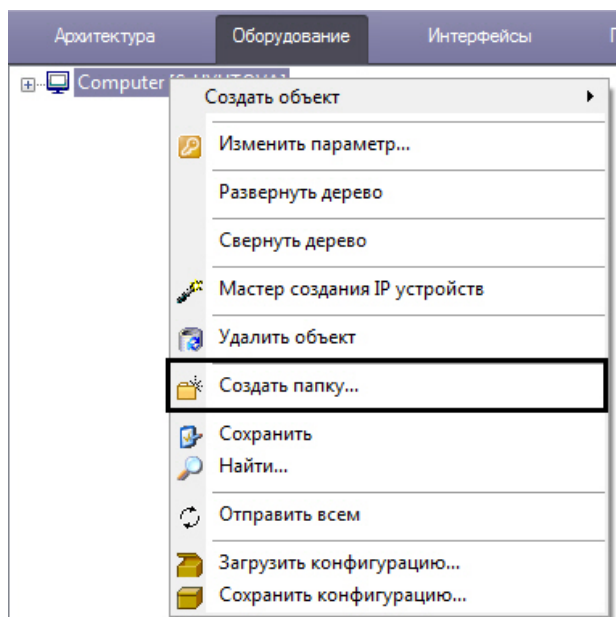 Архитектура Оборудование Интерфейсы
Computer
Создать объект
Изменить параметр...
Развернуть дерево
Свернуть дерево
Мастер создания IP устройств
Удалить объект
Создать папку...
Сохранить
Найти...
Отправить всем
Загрузить конфигурацию...
Сохранить конфигурацию...